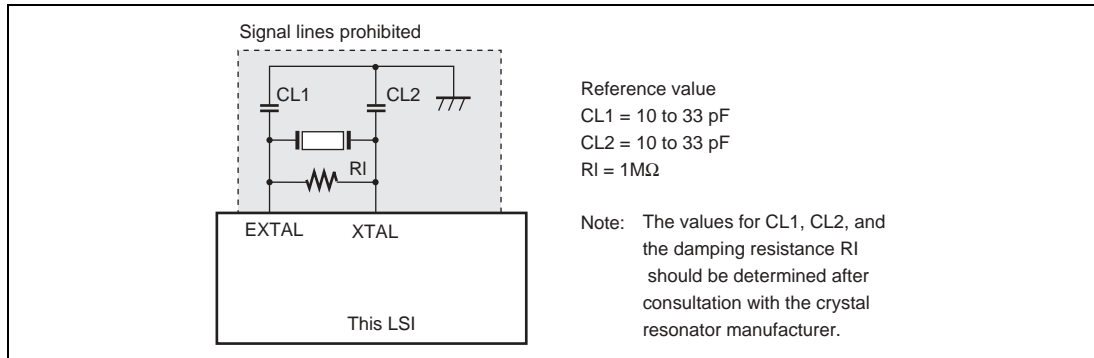 Signal lines prohibited
CL1
CL2
RI
EXTAL
XTAL
This LSI
Reference value
CL1 = 10 to 33 pF
CL2 = 10 to 33 pF
RI = 1MΩ
Note: The values for CL1, CL2, and
the damping resistance RI
should be determined after
consultation with the crystal
resonator manufacturer.